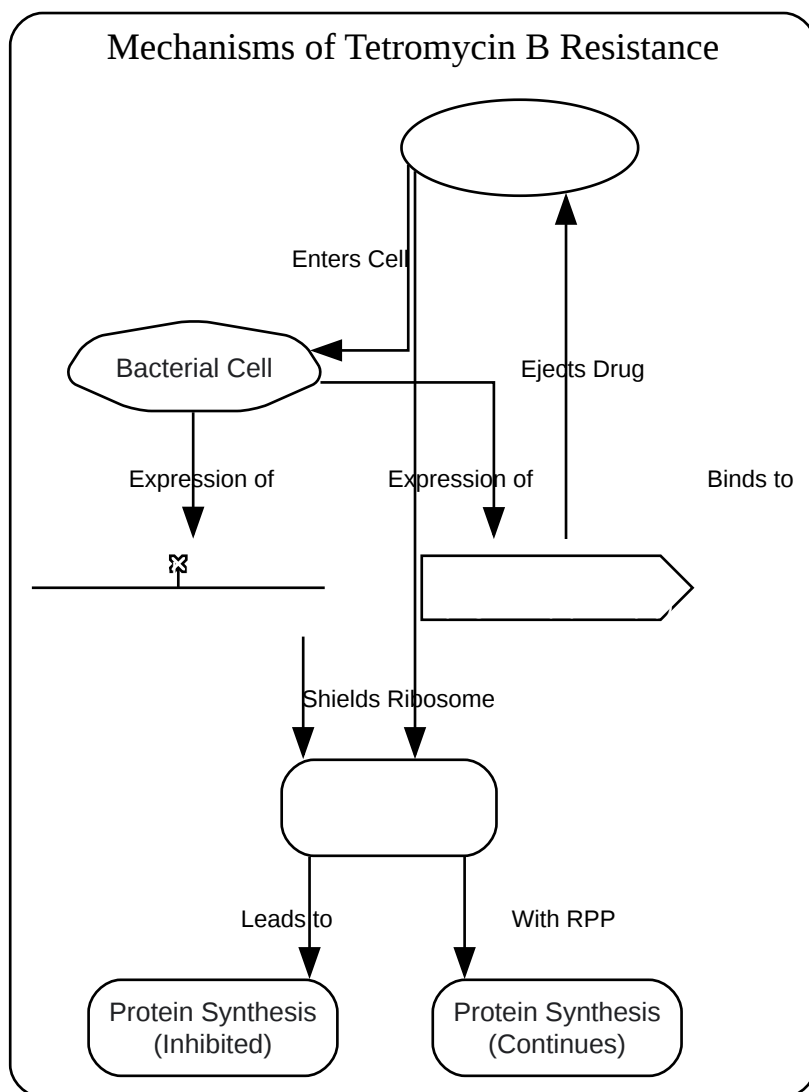 Mechanisms of Tetromycin B Resistance
Enters Cell
Bacterial Cell
Ejects Drug
Expression of
Expression of
Binds to
Shields Ribosome
Leads to
With RPP
Protein Synthesis
(Inhibited)
Protein Synthesis
(Continues)